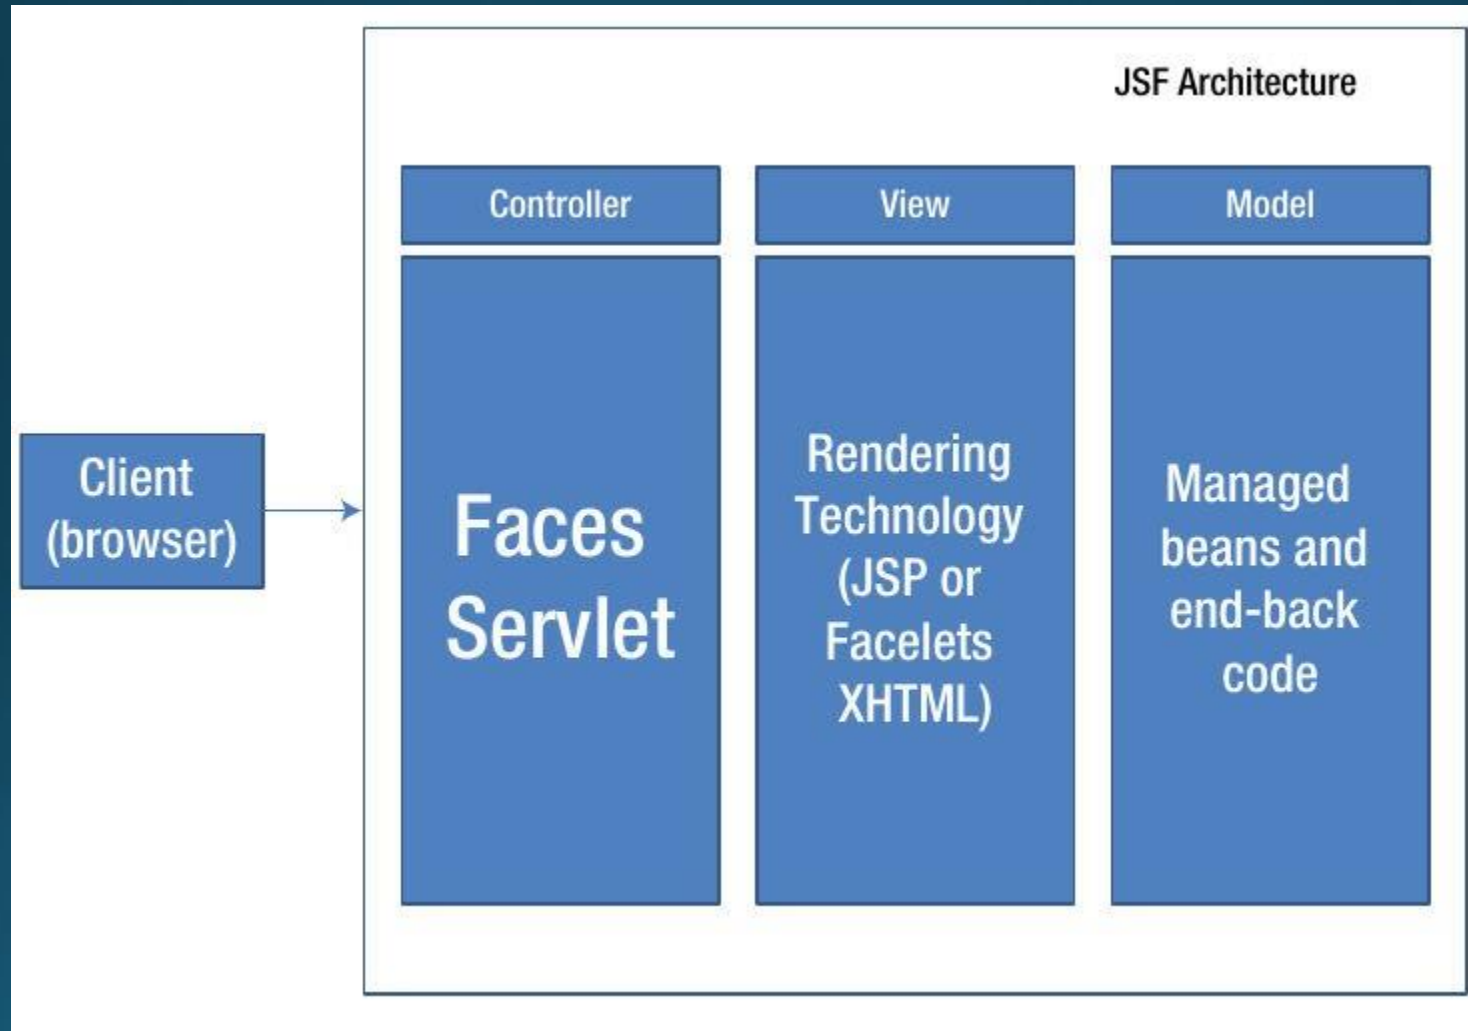 JSF Architecture
Controller
View
Model
Client
(browser)
Faces
Servlet
Rendering
Technology
(JSP or
Facelets
XHTML)
Managed
beans and
end-back
code